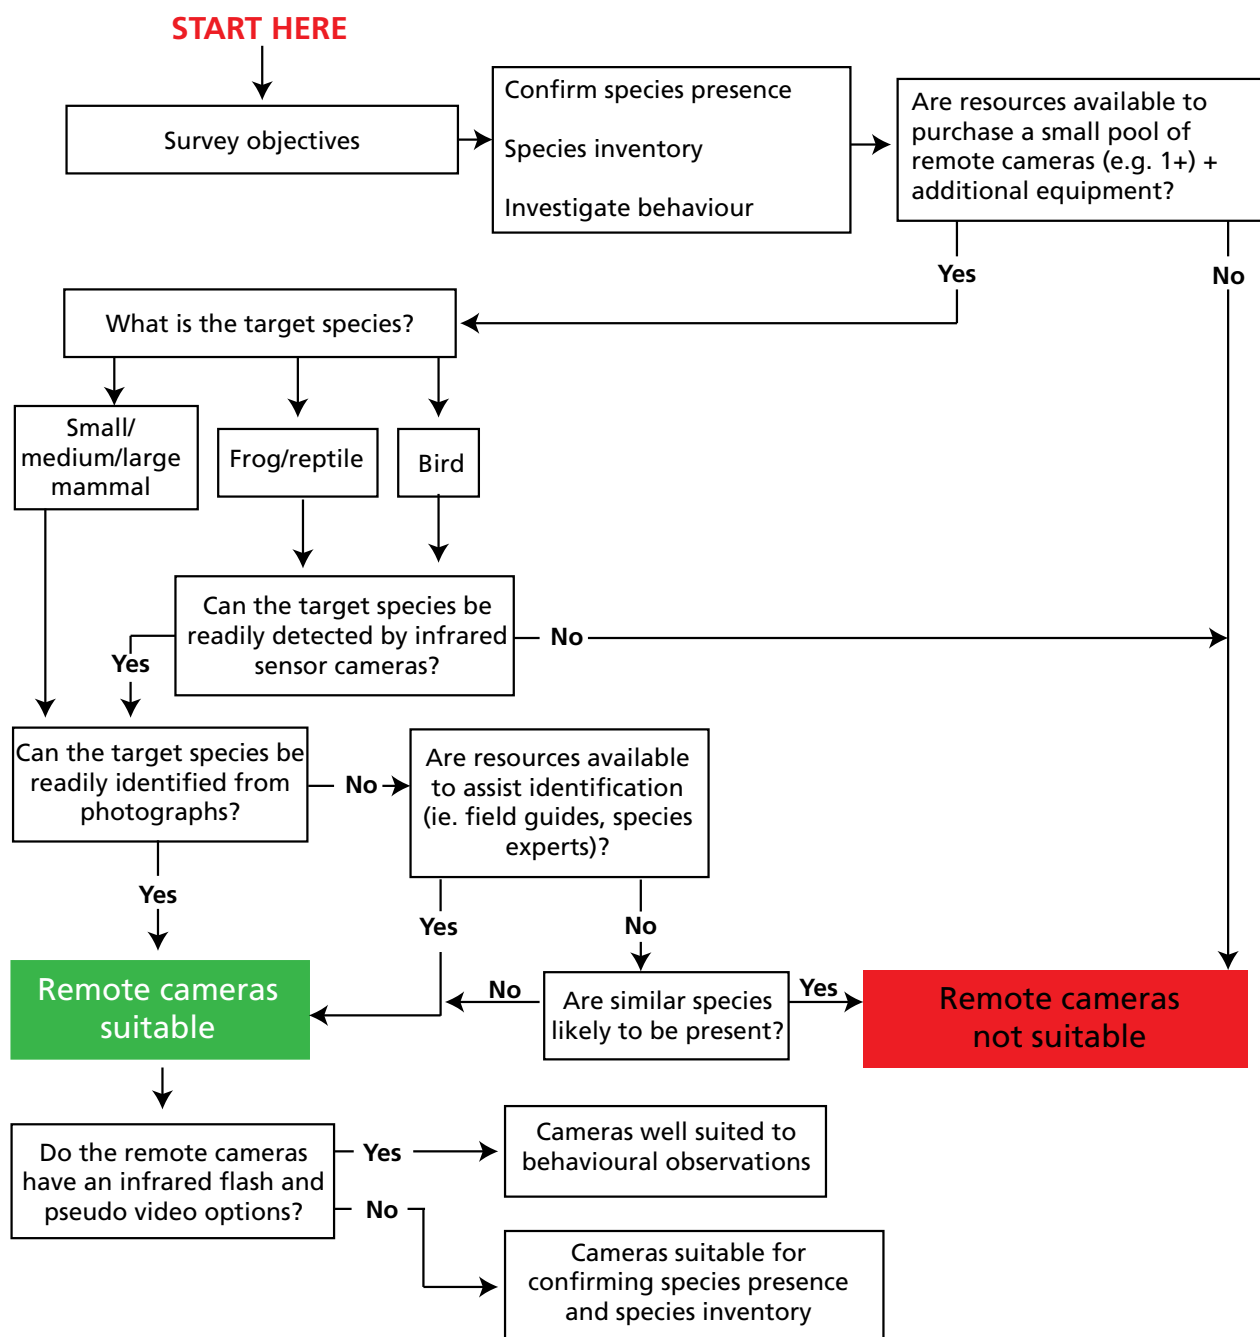 START HERE
Survey objectives
Confirm species presence
Species inventory
Investigate behaviour
Are resources available to
purchase a small pool of
remote cameras (e.g. 1+) +
additional equipment?
Yes
No
What is the target species?
Small/
medium/large
mammal
Frog/reptile
Bird
Can the target species be
readily detected by infrared
sensor cameras?
No
Yes
Can the target species be
readily identified from
photographs?
No
Are resources available
to assist identification
(ie. field guides, species
experts)?
Yes
Yes
No
Remote cameras
suitable
No
Are similar species
likely to be present?
Yes
Remote cameras
not suitable
Do the remote cameras
have an infrared flash and
pseudo video options?
Yes
Cameras well suited to
behavioural observations
No
Cameras suitable for
confirming species presence
and species inventory